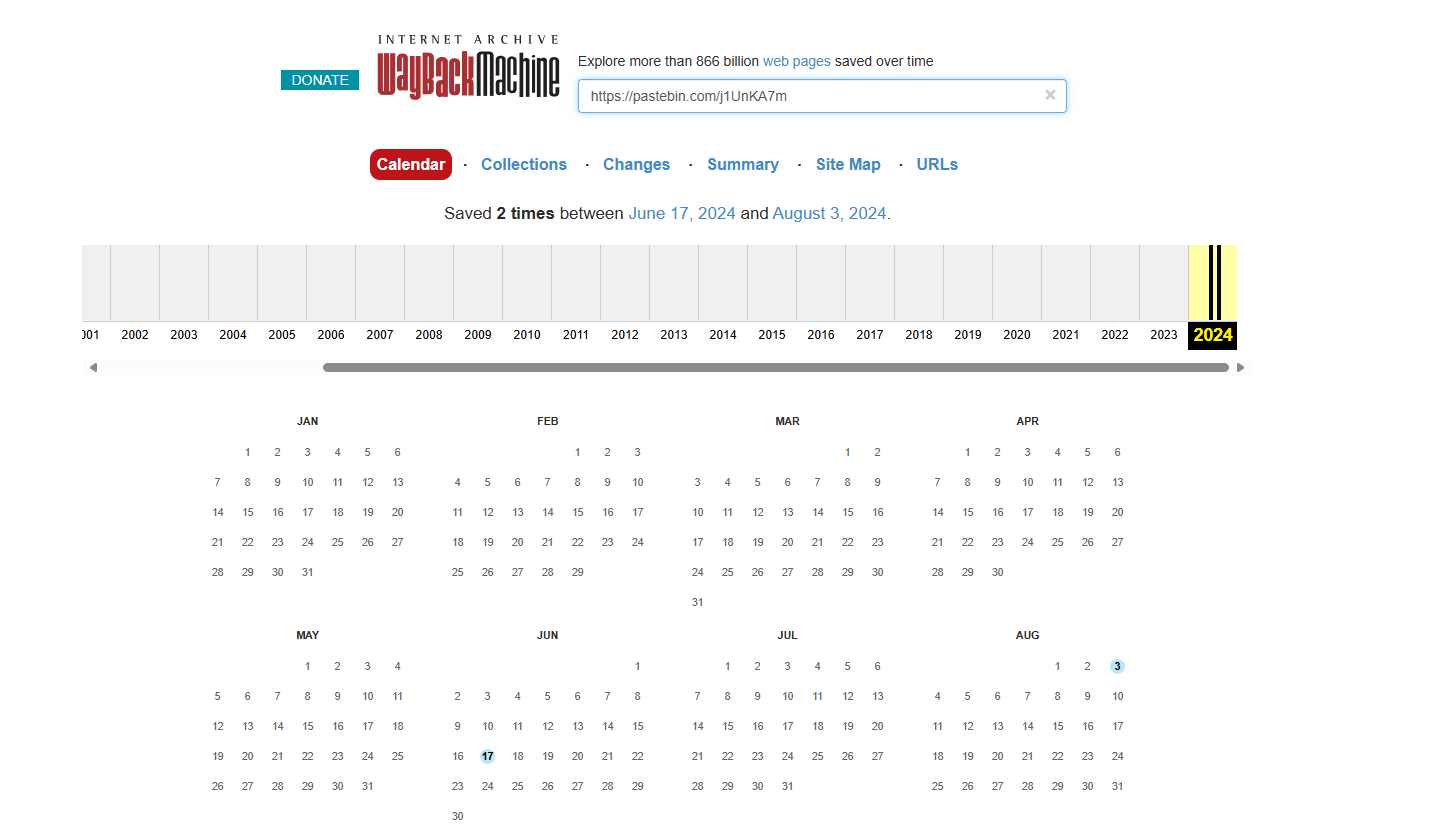 INTERNET ARCHIVE
DONATE
WayBackMachine
Explore more than 866 billion web pages saved over time
https://pastebin.com/j1UnKA7m ×
Calendar · Collections · Changes · Summary · Site Map · URLs
Saved 2 times between June 17, 2024 and August 3, 2024.
001 2002 2003 2004 2005 2006 2007 2008 2009 2010 2011 2012 2013 2014 2015 2016 2017 2018 2019 2020 2021 2022 2023 2024
JAN
1 2 3 4 5 6
7 8 9 10 11 12 13
14 15 16 17 18 19 20
21 22 23 24 25 26 27
28 29 30 31
FEB
1 2 3
4 5 6 7 8 9 10
11 12 13 14 15 16 17
18 19 20 21 22 23 24
25 26 27 28 29
MAR
1 2
3 4 5 6 7 8 9
10 11 12 13 14 15 16
17 18 19 20 21 22 23
24 25 26 27 28 29 30
31
APR
1 2 3 4 5 6
7 8 9 10 11 12 13
14 15 16 17 18 19 20
21 22 23 24 25 26 27
28 29 30
MAY
1 2 3 4
5 6 7 8 9 10 11
12 13 14 15 16 17 18
19 20 21 22 23 24 25
26 27 28 29 30 31
JUN
1
2 3 4 5 6 7 8
9 10 11 12 13 14 15
16 17 18 19 20 21 22
23 24 25 26 27 28 29
30
JUL
1 2 3 4 5 6
7 8 9 10 11 12 13
14 15 16 17 18 19 20
21 22 23 24 25 26 27
28 29 30 31
AUG
1 2 3
4 5 6 7 8 9 10
11 12 13 14 15 16 17
18 19 20 21 22 23 24
25 26 27 28 29 30 31